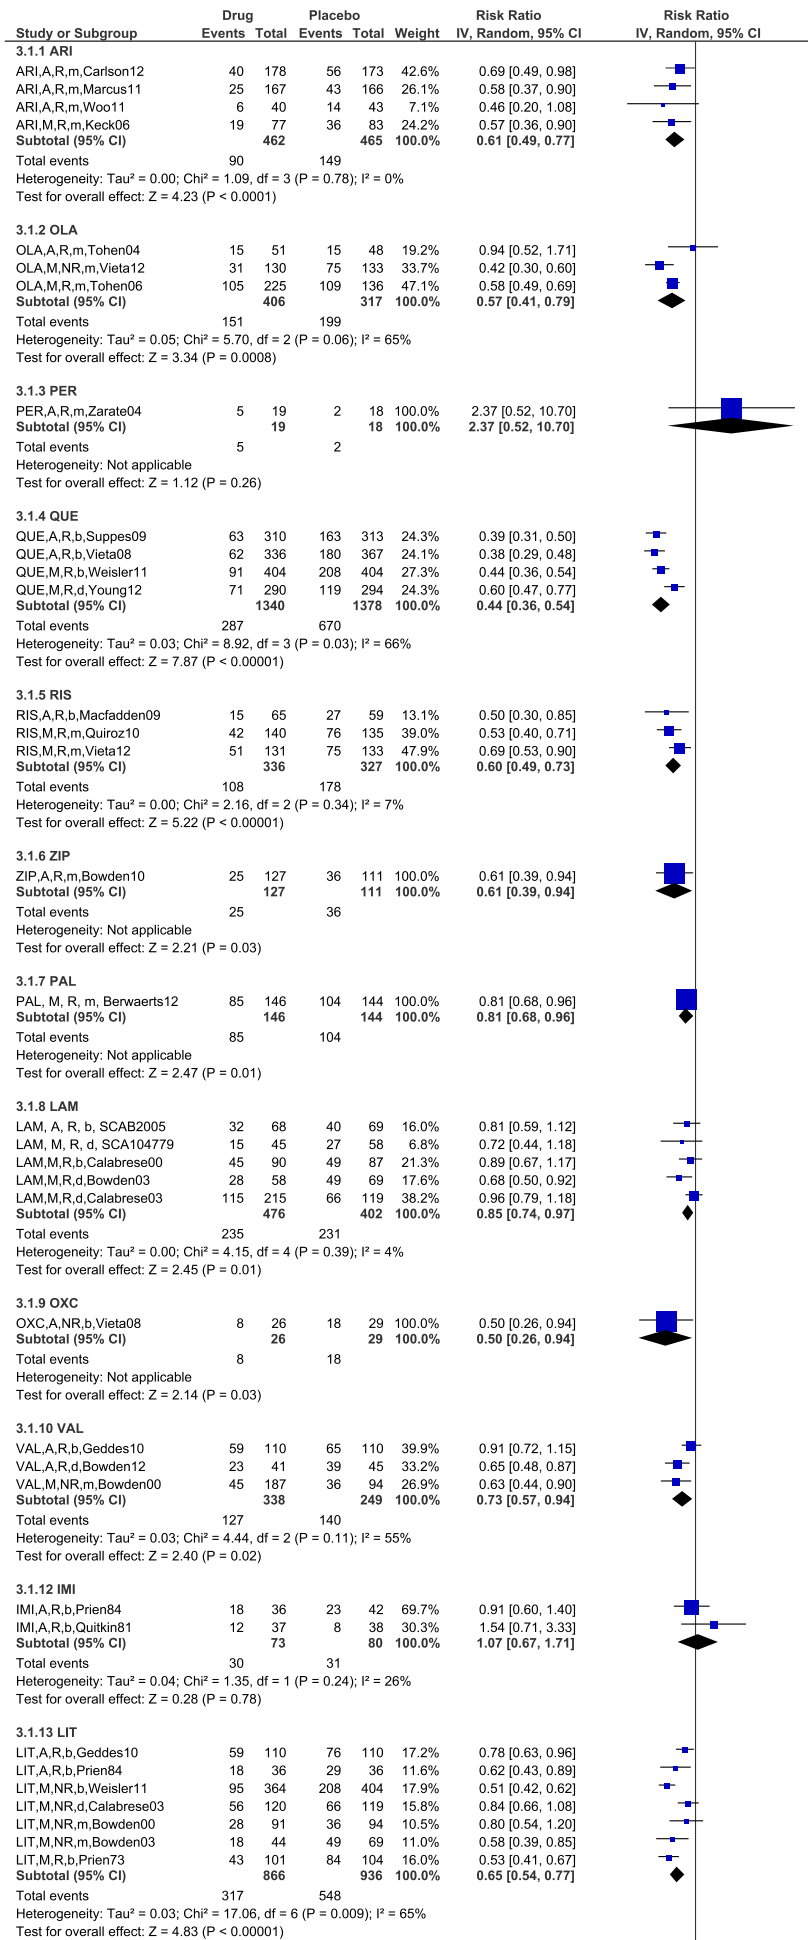 Drug Placebo Risk Ratio Risk Ratio
Study or Subgroup Events Total Events Total Weight IV, Random, 95% CI IV, Random, 95% CI
3.1.1 ARI
ARI,A,R,m,Carlson12 40 178 56 173 42.6% 0.69 [0.49, 0.98]
ARI,A,R,m,Marcus11 25 167 43 166 26.1% 0.58 [0.37, 0.90]
ARI,A,R,m,Woo11 6 40 14 43 7.1% 0.46 [0.20, 1.08]
ARI,M,R,m,Keck06 19 77 36 83 24.2% 0.57 [0.36, 0.90]
Subtotal (95% CI) 462 465 100.0% 0.61 [0.49, 0.77]
Total events 90 149
Heterogeneity: Tau² = 0.00; Chi² = 1.09, df = 3 (P = 0.78); I² = 0%
Test for overall effect: Z = 4.23 (P < 0.0001)
3.1.2 OLA
OLA,A,R,m,Tohen04 15 51 15 48 19.2% 0.94 [0.52, 1.71]
OLA,M,NR,m,Vieta12 31 130 75 133 33.7% 0.42 [0.30, 0.60]
OLA,M,R,m,Tohen06 105 225 109 136 47.1% 0.58 [0.49, 0.69]
Subtotal (95% CI) 406 317 100.0% 0.57 [0.41, 0.79]
Total events 151 199
Heterogeneity: Tau² = 0.05; Chi² = 5.70, df = 2 (P = 0.06); I² = 65%
Test for overall effect: Z = 3.34 (P = 0.0008)
3.1.3 PER
PER,A,R,m,Zarate04 5 19 2 18 100.0% 2.37 [0.52, 10.70]
Subtotal (95% CI) 19 18 100.0% 2.37 [0.52, 10.70]
Total events 5 2
Heterogeneity: Not applicable
Test for overall effect: Z = 1.12 (P = 0.26)
3.1.4 QUE
QUE,A,R,b,Suppes09 63 310 163 313 24.3% 0.39 [0.31, 0.50]
QUE,A,R,b,Vieta08 62 336 180 367 24.1% 0.38 [0.29, 0.48]
QUE,M,R,b,Weisler11 91 404 208 404 27.3% 0.44 [0.36, 0.54]
QUE,M,R,d,Young12 71 290 119 294 24.3% 0.60 [0.47, 0.77]
Subtotal (95% CI) 1340 1378 100.0% 0.44 [0.36, 0.54]
Total events 287 670
Heterogeneity: Tau² = 0.03; Chi² = 8.92, df = 3 (P = 0.03); I² = 66%
Test for overall effect: Z = 7.87 (P < 0.00001)
3.1.5 RIS
RIS,A,R,b,Macfadden09 15 65 27 59 13.1% 0.50 [0.30, 0.85]
RIS,M,R,m,Quiroz10 42 140 76 135 39.0% 0.53 [0.40, 0.71]
RIS,M,R,m,Vieta12 51 131 75 133 47.9% 0.69 [0.53, 0.90]
Subtotal (95% CI) 336 327 100.0% 0.60 [0.49, 0.73]
Total events 108 178
Heterogeneity: Tau² = 0.00; Chi² = 2.16, df = 2 (P = 0.34); I² = 7%
Test for overall effect: Z = 5.22 (P < 0.00001)
3.1.6 ZIP
ZIP,A,R,m,Bowden10 25 127 36 111 100.0% 0.61 [0.39, 0.94]
Subtotal (95% CI) 127 111 100.0% 0.61 [0.39, 0.94]
Total events 25 36
Heterogeneity: Not applicable
Test for overall effect: Z = 2.21 (P = 0.03)
3.1.7 PAL
PAL, M, R, m, Berwaerts12 85 146 104 144 100.0% 0.81 [0.68, 0.96]
Subtotal (95% CI) 146 144 100.0% 0.81 [0.68, 0.96]
Total events 85 104
Heterogeneity: Not applicable
Test for overall effect: Z = 2.47 (P = 0.01)
3.1.8 LAM
LAM, A, R, b, SCAB2005 32 68 40 69 16.0% 0.81 [0.59, 1.12]
LAM, M, R, d, SCA104779 15 45 27 58 6.8% 0.72 [0.44, 1.18]
LAM,M,R,b,Calabrese00 45 90 49 87 21.3% 0.89 [0.67, 1.17]
LAM,M,R,d,Bowden03 28 58 49 69 17.6% 0.68 [0.50, 0.92]
LAM,M,R,d,Calabrese03 115 215 66 119 38.2% 0.96 [0.79, 1.18]
Subtotal (95% CI) 476 402 100.0% 0.85 [0.74, 0.97]
Total events 235 231
Heterogeneity: Tau² = 0.00; Chi² = 4.15, df = 4 (P = 0.39); I² = 4%
Test for overall effect: Z = 2.45 (P = 0.01)
3.1.9 OXC
OXC,A,NR,b,Vieta08 8 26 18 29 100.0% 0.50 [0.26, 0.94]
Subtotal (95% CI) 26 29 100.0% 0.50 [0.26, 0.94]
Total events 8 18
Heterogeneity: Not applicable
Test for overall effect: Z = 2.14 (P = 0.03)
3.1.10 VAL
VAL,A,R,b,Geddes10 59 110 65 110 39.9% 0.91 [0.72, 1.15]
VAL,A,R,d,Bowden12 23 41 39 45 33.2% 0.65 [0.48, 0.87]
VAL,M,NR,m,Bowden00 45 187 36 94 26.9% 0.63 [0.44, 0.90]
Subtotal (95% CI) 338 249 100.0% 0.73 [0.57, 0.94]
Total events 127 140
Heterogeneity: Tau² = 0.03; Chi² = 4.44, df = 2 (P = 0.11); I² = 55%
Test for overall effect: Z = 2.40 (P = 0.02)
3.1.12 IMI
IMI,A,R,b,Prien84 18 36 23 42 69.7% 0.91 [0.60, 1.40]
IMI,A,R,b,Quitkin81 12 37 8 38 30.3% 1.54 [0.71, 3.33]
Subtotal (95% CI) 73 80 100.0% 1.07 [0.67, 1.71]
Total events 30 31
Heterogeneity: Tau² = 0.04; Chi² = 1.35, df = 1 (P = 0.24); I² = 26%
Test for overall effect: Z = 0.28 (P = 0.78)
3.1.13 LIT
LIT,A,R,b,Geddes10 59 110 76 110 17.2% 0.78 [0.63, 0.96]
LIT,A,R,b,Prien84 18 36 29 36 11.6% 0.62 [0.43, 0.89]
LIT,M,NR,b,Weisler11 95 364 208 404 17.9% 0.51 [0.42, 0.62]
LIT,M,NR,d,Calabrese03 56 120 66 119 15.8% 0.84 [0.66, 1.08]
LIT,M,NR,m,Bowden00 28 91 36 94 10.5% 0.80 [0.54, 1.20]
LIT,M,NR,m,Bowden03 18 44 49 69 11.0% 0.58 [0.39, 0.85]
LIT,M,R,b,Prien73 43 101 84 104 16.0% 0.53 [0.41, 0.67]
Subtotal (95% CI) 866 936 100.0% 0.65 [0.54, 0.77]
Total events 317 548
Heterogeneity: Tau² = 0.03; Chi² = 17.06, df = 6 (P = 0.009); I² = 65%
Test for overall effect: Z = 4.83 (P < 0.00001)